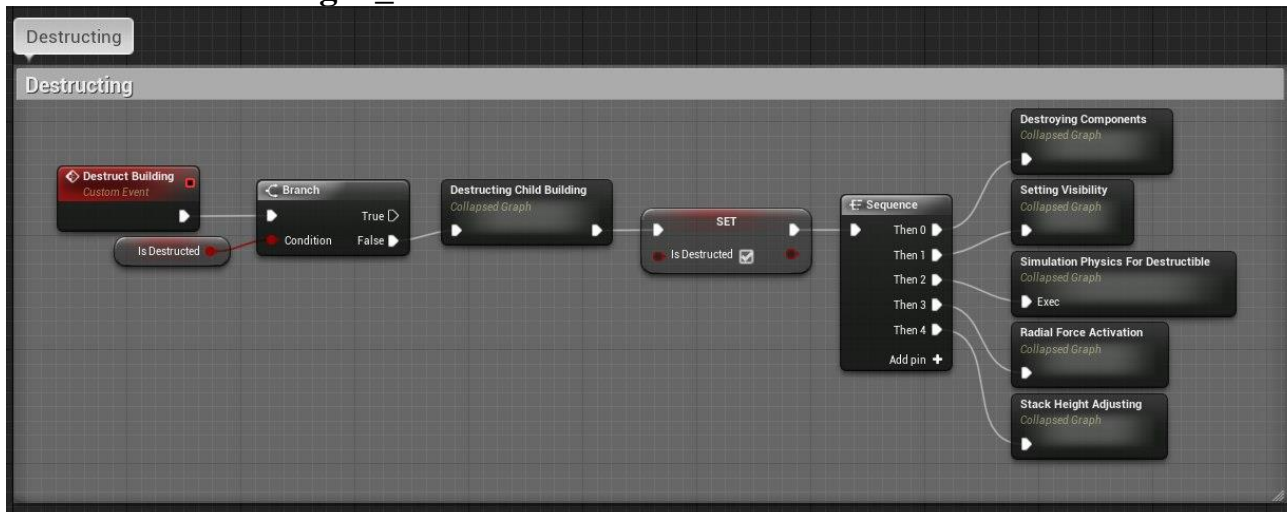 Destructing
Destructing
Destruct Building
Custom Event
Is Destructed
Branch
True
Condition False
Destructing Child Building
Collapsed Graph
SET
Is Destructed
Sequence
Then 0
Then 1
Then 2
Then 3
Then 4
Add pin
Destroying Components
Collapsed Graph
Setting Visibility
Collapsed Graph
Simulation Physics For Destructible
Collapsed Graph
Exec
Radial Force Activation
Collapsed Graph
Stack Height Adjusting
Collapsed Graph